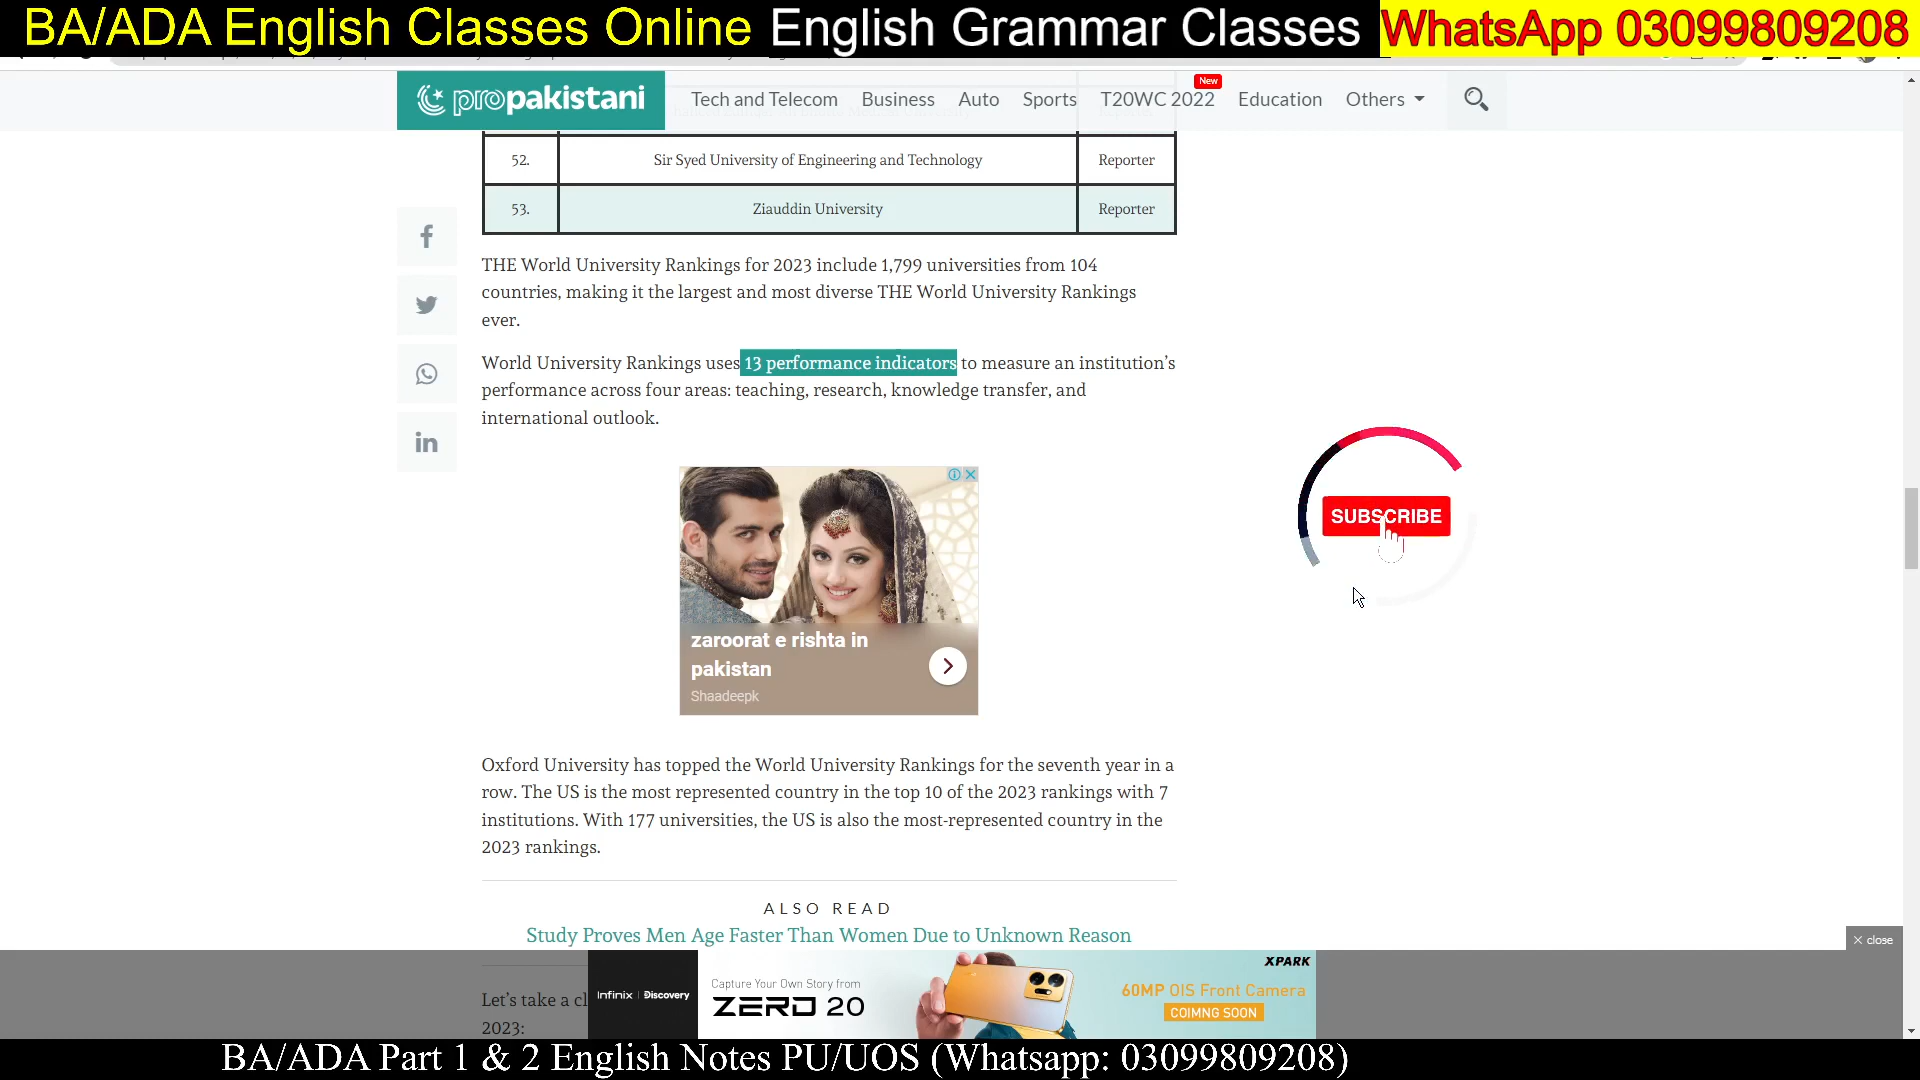 BA/ADA English Classes Online English Grammar Classes WhatsApp 03099809208
propakistani Tech and Telecom Business Auto Sports T20WC 2022 New Education Others
52. Sir Syed University of Engineering and Technology Reporter
53. Ziauddin University Reporter
THE World University Rankings for 2023 include 1,799 universities from 104
countries, making it the largest and most diverse THE World University Rankings
ever.
World University Rankings uses 13 performance indicators to measure an institution's
performance across four areas: teaching, research, knowledge transfer, and
international outlook.
SUBSCRIBE
zaroorat e rishta in
pakistan
Shaadeepk
Oxford University has topped the World University Rankings for the seventh year in a
row. The US is the most represented country in the top 10 of the 2023 rankings with 7
institutions. With 177 universities, the US is also the most-represented country in the
2023 rankings.
ALSO READ
Study Proves Men Age Faster Than Women Due to Unknown Reason
× close
Let's take a cl
2023:
Infinix | Discovery
Capture Your Own Story from
ZERO 20
XPARK
60MP OIS Front Camera
COIMNG SOON
BA/ADA Part 1 & 2 English Notes PU/UOS (Whatsapp: 03099809208)